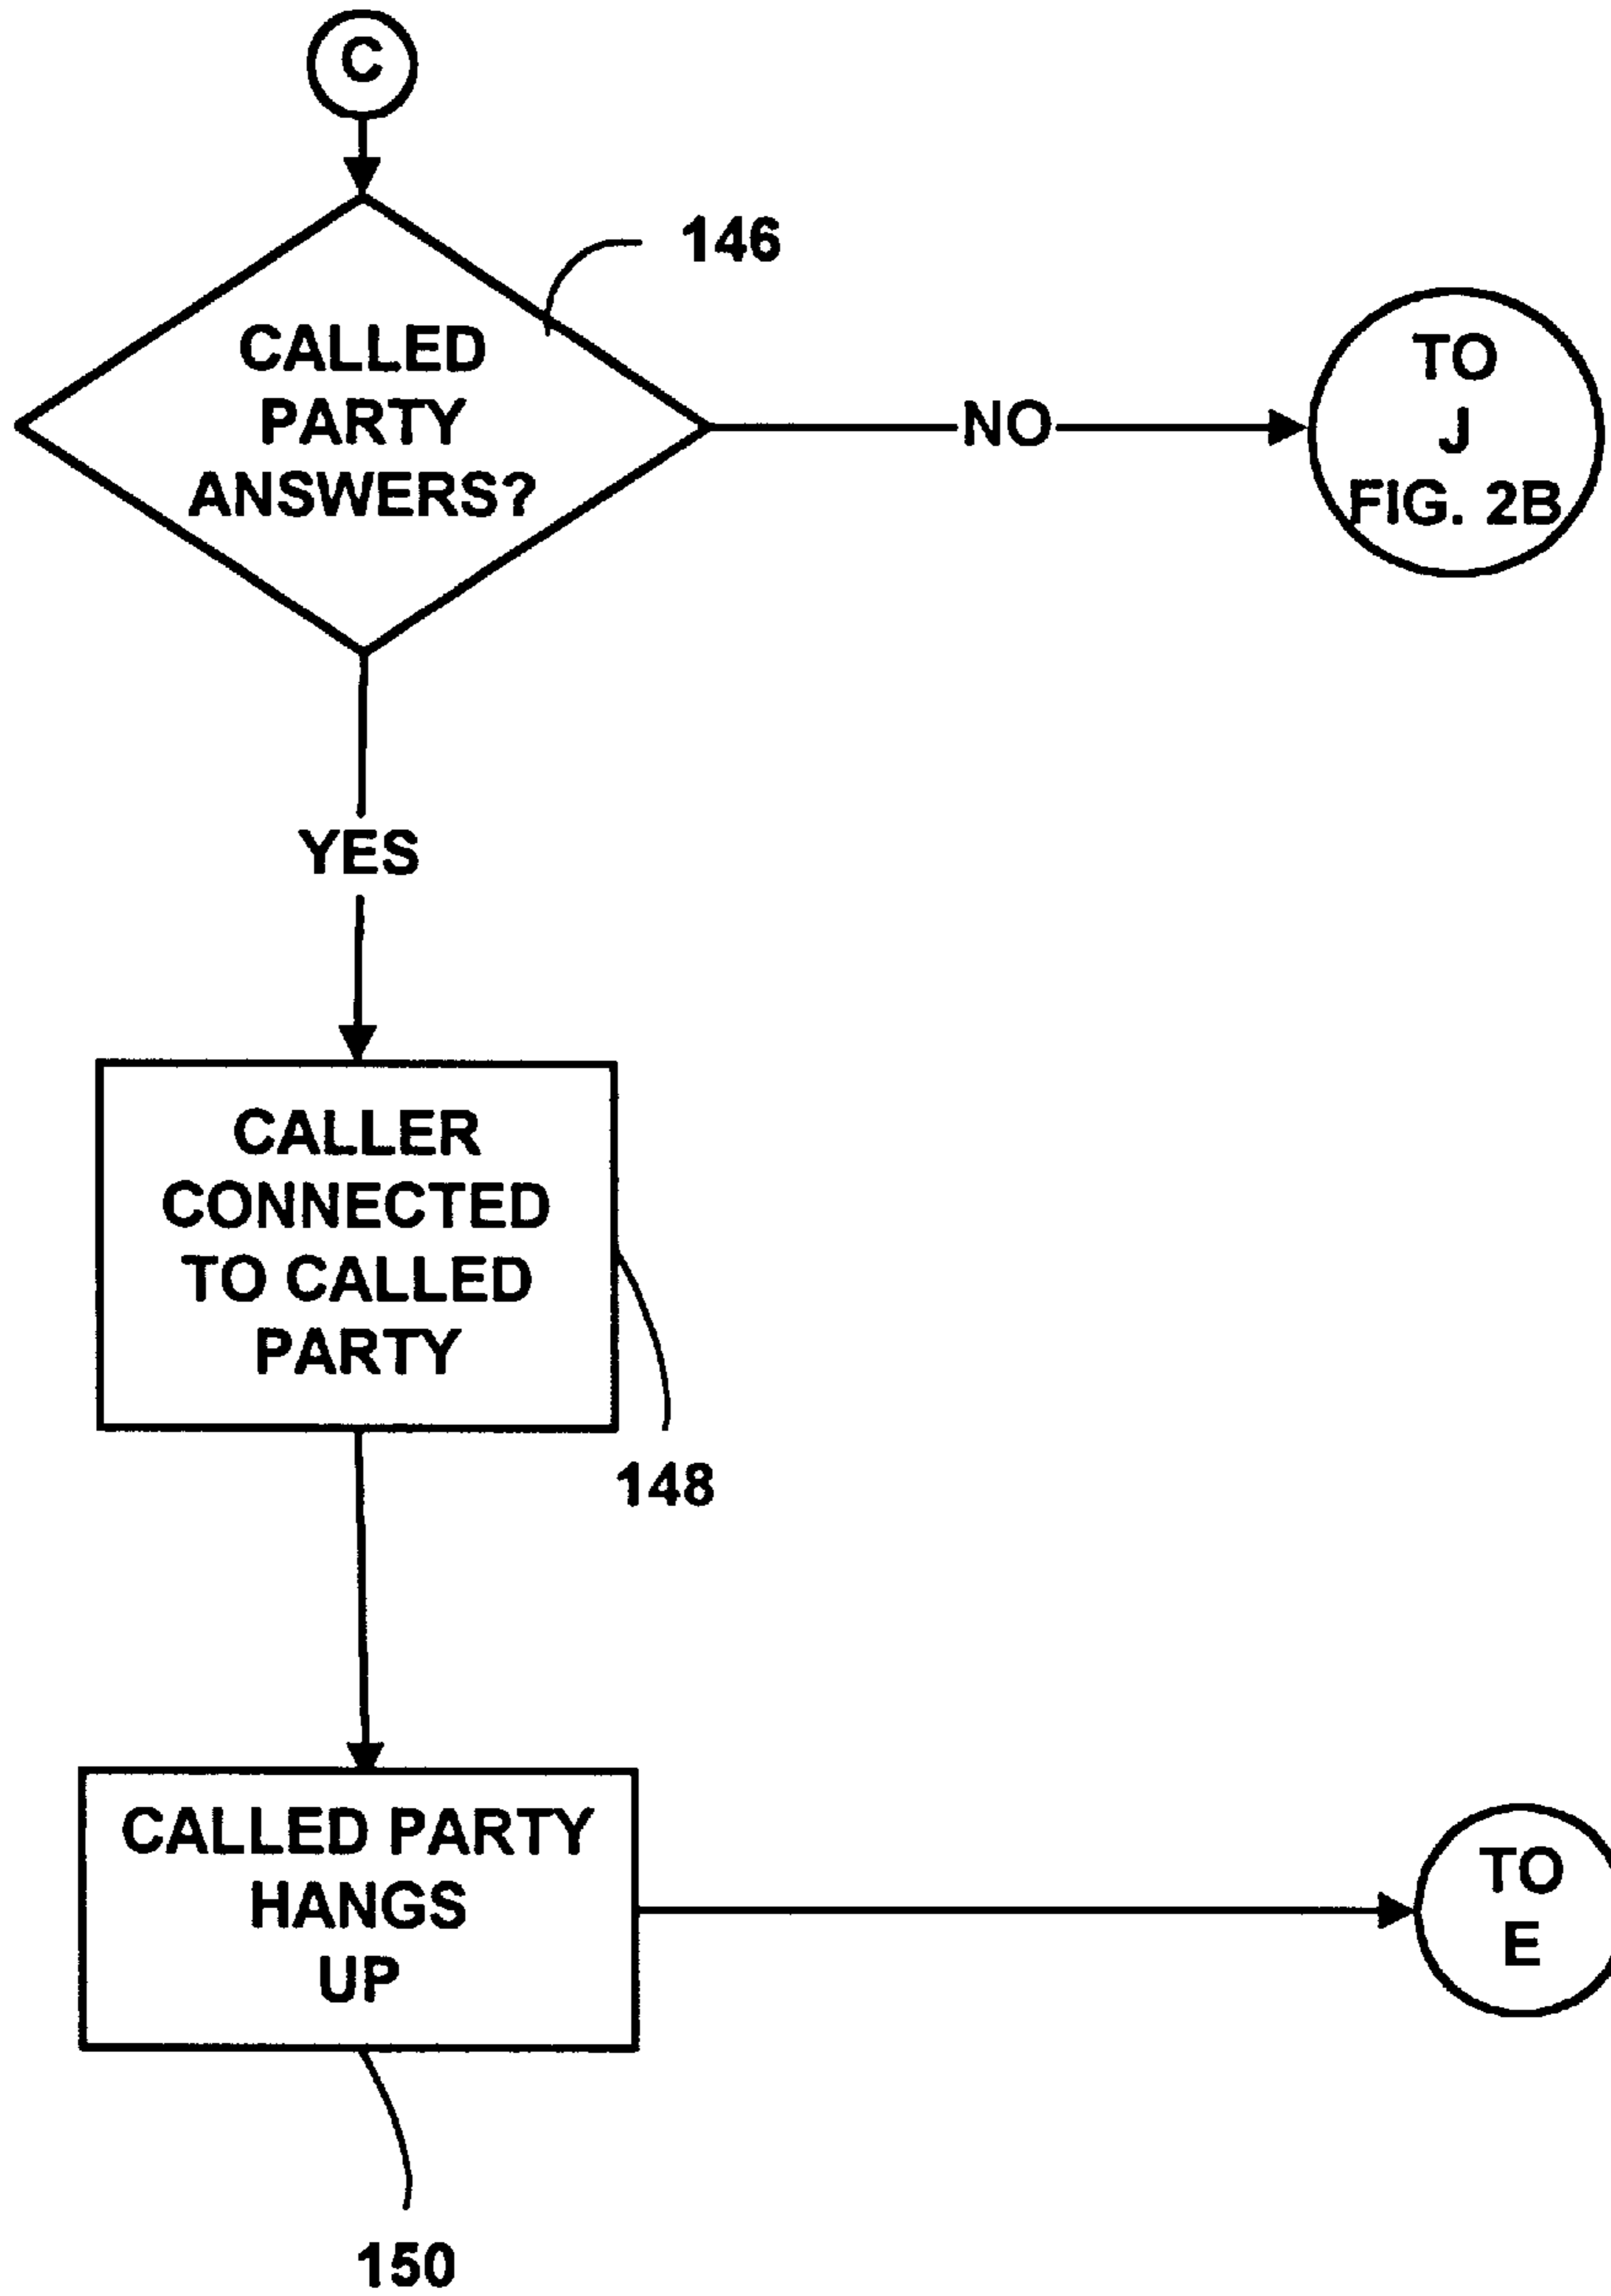 C
146
CALLED
PARTY
ANSWERS?
NO
TO
J
FIG. 2B
YES
CALLER
CONNECTED
TO CALLED
PARTY
148
CALLED PARTY
HANGS
UP
TO
E
150